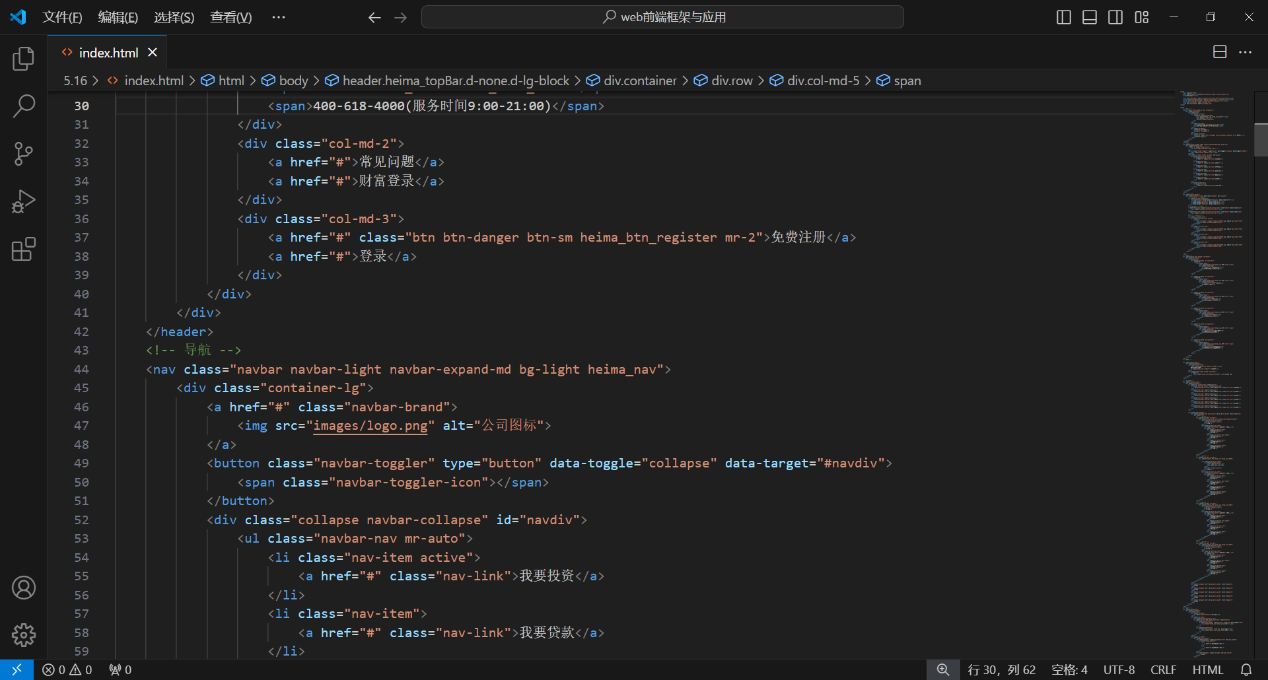 文件(F) 编辑(E) 选择(S) 查看(V) ··· web前端框架与应用
index.html
5.16 > index.html > html > body > header.heima_topBar.d-none.d-lg-block > div.container > div.row > div.col-md-5 > span
30 <span>400-618-4000(服务时间9:00-21:00)</span>
31 </div>
32 <div class="col-md-2">
33 <a href="#">常见问题</a>
34 <a href="#">财富登录</a>
35 </div>
36 <div class="col-md-3">
37 <a href="#" class="btn btn-danger btn-sm heima_btn_register mr-2">免费注册</a>
38 <a href="#">登录</a>
39 </div>
40 </div>
41 </div>
42 </header>
43 <!-- 导航 -->
44 <nav class="navbar navbar-light navbar-expand-md bg-light heima_nav">
45 <div class="container-lg">
46 <a href="#" class="navbar-brand">
47 <img src="images/logo.png" alt="公司图标">
48 </a>
49 <button class="navbar-toggler" type="button" data-toggle="collapse" data-target="#navdiv">
50 <span class="navbar-toggler-icon"></span>
51 </button>
52 <div class="collapse navbar-collapse" id="navdiv">
53 <ul class="navbar-nav mr-auto">
54 <li class="nav-item active">
55 <a href="#" class="nav-link">我要投资</a>
56 </li>
57 <li class="nav-item">
58 <a href="#" class="nav-link">我要贷款</a>
59 </li>
0 0 0 行 30，列 62 空格: 4 UTF-8 CRLF HTML